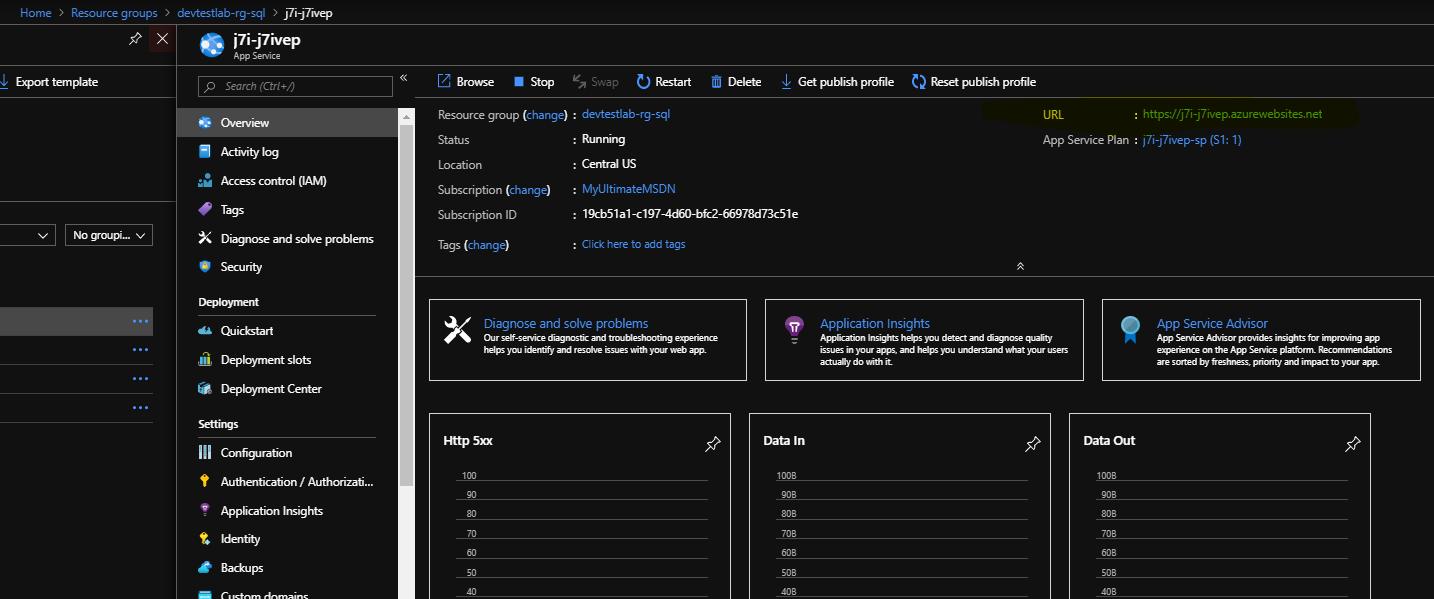 Home > Resource groups > devtestlab-rg-sql > j7i-j7ivep
Export template
No groupi...
j7i-j7ivep
App Service
Search (Ctrl+/)
«
Overview
Activity log
Access control (IAM)
Tags
Diagnose and solve problems
Security
Deployment
Quickstart
Deployment slots
Deployment Center
Settings
Configuration
Authentication / Authorizati...
Application Insights
Identity
Backups
Custom domains
Browse Stop Swap Restart Delete Get publish profile Reset publish profile
Resource group (change) : devtestlab-rg-sql
Status : Running
Location : Central US
Subscription (change) : MyUltimateMSDN
Subscription ID : 19cb51a1-c197-4d60-bfc2-66978d73c51e
Tags (change) : Click here to add tags
URL : https://j7i-j7ivep.azurewebsites.net
App Service Plan : j7i-j7ivep-sp (S1: 1)
Diagnose and solve problems
Our self-service diagnostic and troubleshooting experience
helps you identify and resolve issues with your web app.
Application Insights
Application Insights helps you detect and diagnose quality
issues in your apps, and helps you understand what your users
actually do with it.
App Service Advisor
App Service Advisor provides insights for improving app
experience on the App Service platform. Recommendations
are sorted by freshness, priority and impact to your app.
Http 5xx
100
90
80
70
60
50
40
Data In
100B
90B
80B
70B
60B
50B
40B
Data Out
100B
90B
80B
70B
60B
50B
40B